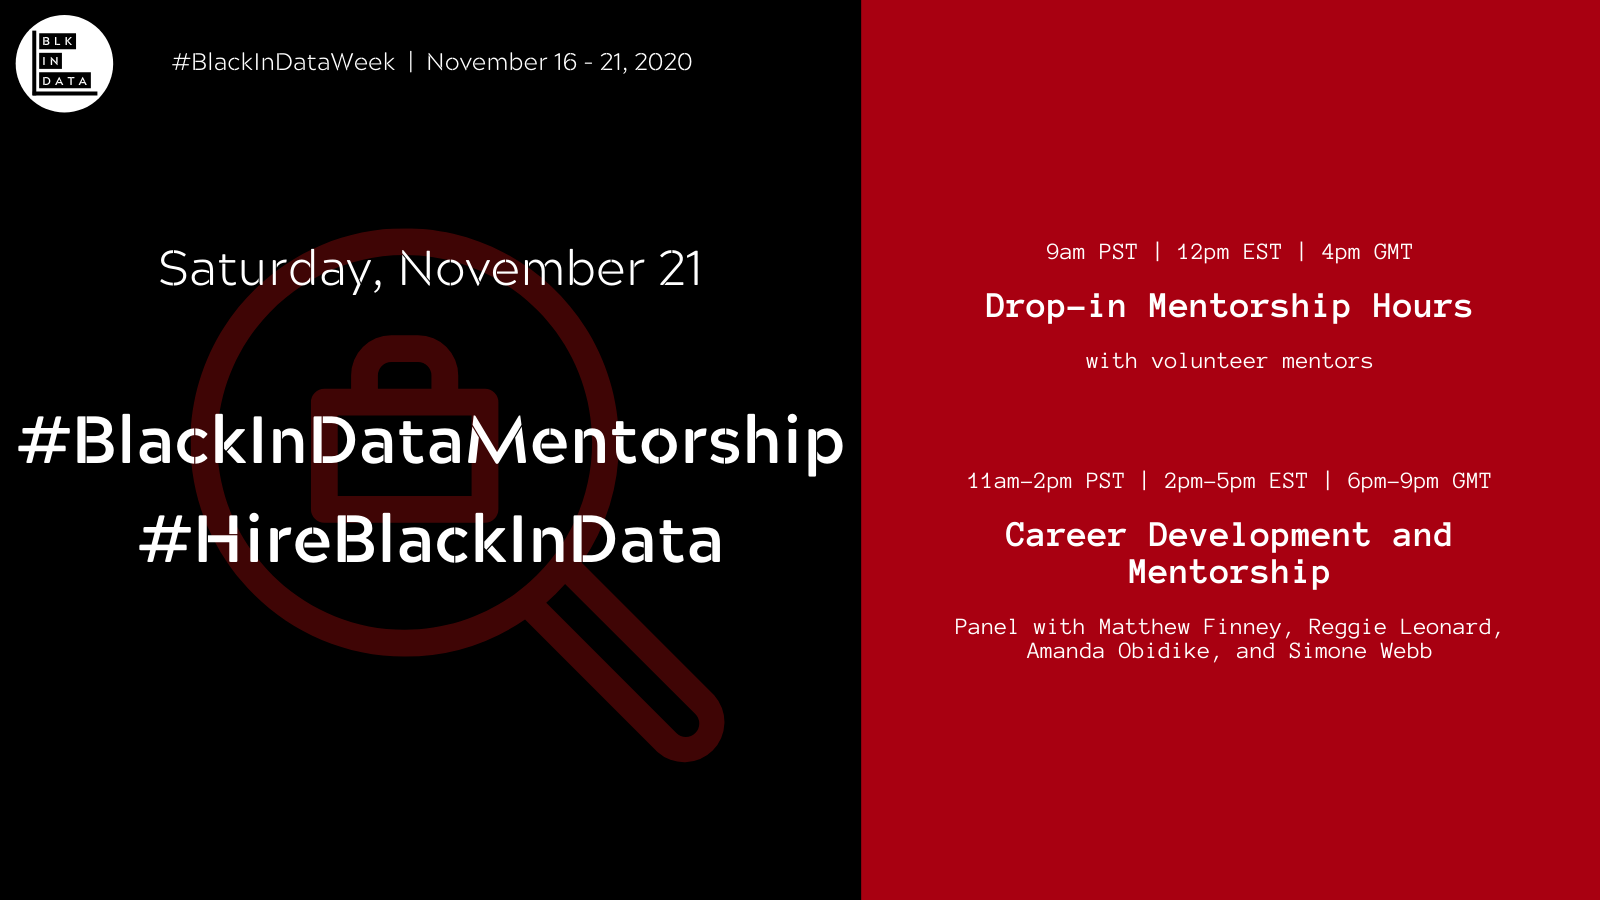 BLK
IN
DATA
#BlackInDataWeek | November 16 - 21, 2020
Saturday, November 21
#BlackInDataMentorship
#HireBlackInData
9am PST | 12pm EST | 4pm GMT
Drop-in Mentorship Hours
with volunteer mentors
11am-2pm PST | 2pm-5pm EST | 6pm-9pm GMT
Career Development and
Mentorship
Panel with Matthew Finney, Reggie Leonard,
Amanda Obidike, and Simone Webb